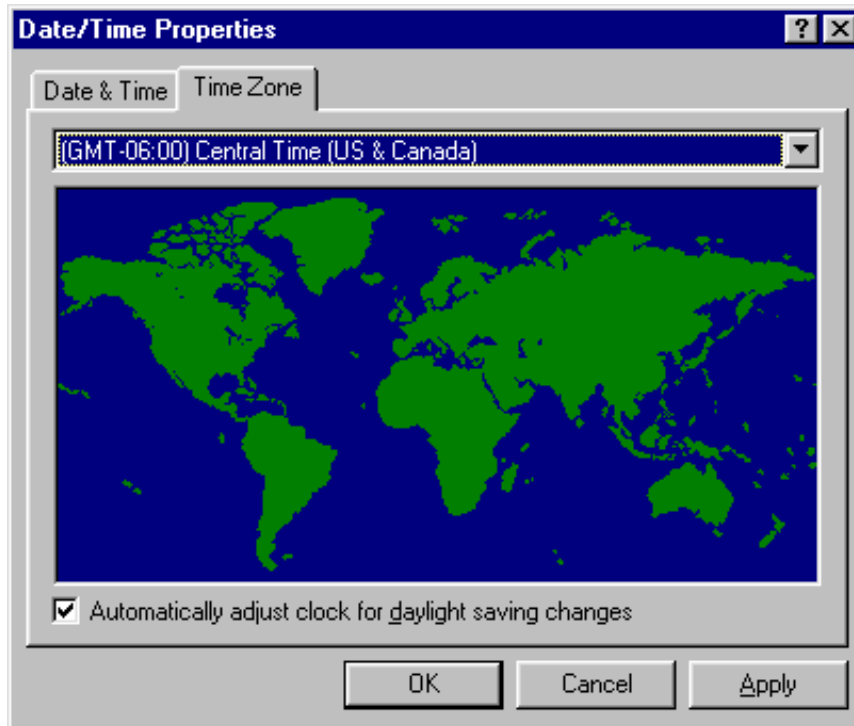 Date/Time Properties
Date & Time
Time Zone
(GMT-06:00) Central Time (US & Canada)
Automatically adjust clock for daylight saving changes
OK
Cancel
Apply